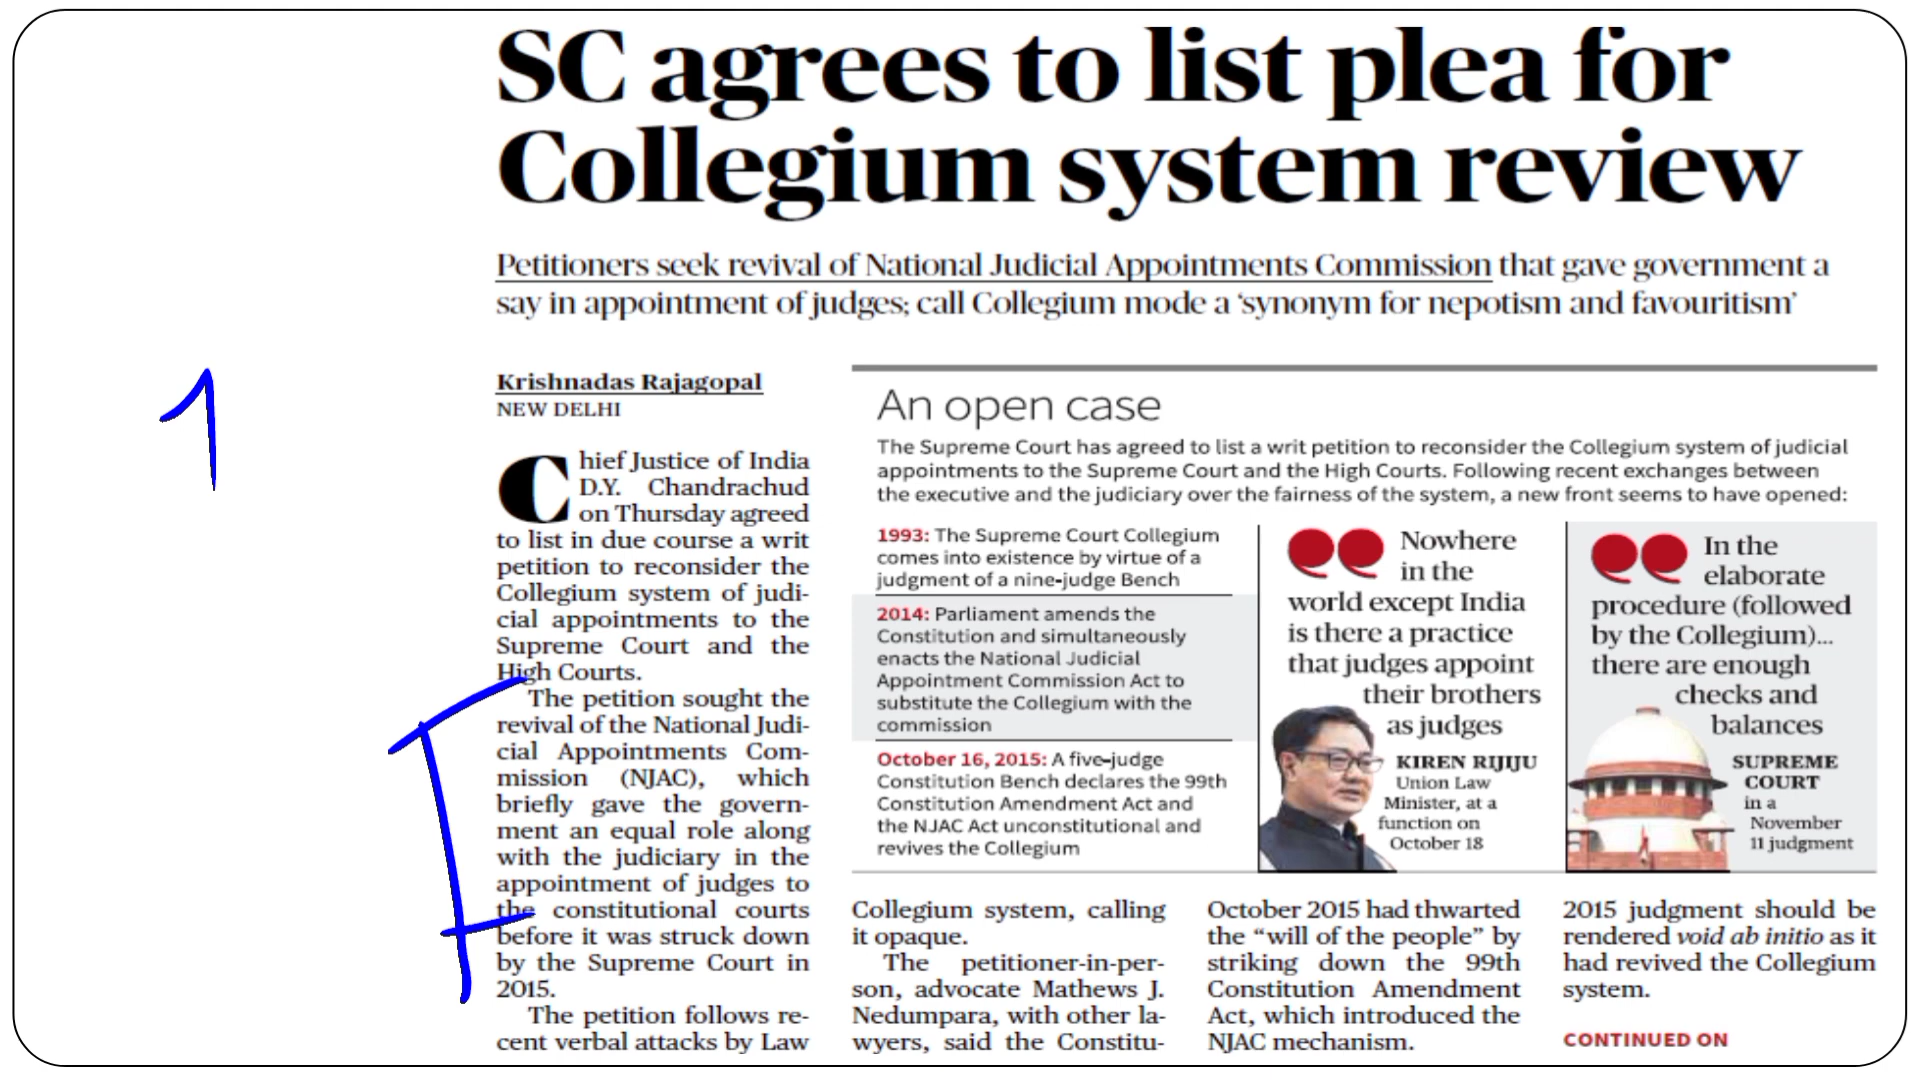 SC agrees to list plea for
Collegium system review
Petitioners seek revival of National Judicial Appointments Commission that gave government a
say in appointment of judges; call Collegium mode a ‘synonym for nepotism and favouritism’
1
Krishnadas Rajagopal
NEW DELHI
Chief Justice of India
D.Y. Chandrachud
on Thursday agreed
to list in due course a writ
petition to reconsider the
Collegium system of judi-
cial appointments to the
Supreme Court and the
High Courts.
The petition sought the
revival of the National Judi-
cial Appointments Com-
mission (NJAC), which
briefly gave the govern-
ment an equal role along
with the judiciary in the
appointment of judges to
the constitutional courts
before it was struck down
by the Supreme Court in
2015.
The petition follows re-
cent verbal attacks by Law
An open case
The Supreme Court has agreed to list a writ petition to reconsider the Collegium system of judicial
appointments to the Supreme Court and the High Courts. Following recent exchanges between
the executive and the judiciary over the fairness of the system, a new front seems to have opened:
1993: The Supreme Court Collegium
comes into existence by virtue of a
judgment of a nine-judge Bench
2014: Parliament amends the
Constitution and simultaneously
enacts the National Judicial
Appointment Commission Act to
substitute the Collegium with the
commission
October 16, 2015: A five-judge
Constitution Bench declares the 99th
Constitution Amendment Act and
the NJAC Act unconstitutional and
revives the Collegium
Nowhere
in the
world except India
is there a practice
that judges appoint
their brothers
as judges
KIREN RIJIJU
Union Law
Minister, at a
function on
October 18
In the
elaborate
procedure (followed
by the Collegium)...
there are enough
checks and
balances
SUPREME
COURT
in a
November
11 judgment
Collegium system, calling
it opaque.
The petitioner-in-per-
son, advocate Mathews J.
Nedumpara, with other la-
wyers, said the Constitu-
October 2015 had thwarted
the “will of the people” by
striking down the 99th
Constitution Amendment
Act, which introduced the
NJAC mechanism.
2015 judgment should be
rendered void ab initio as it
had revived the Collegium
system.
CONTINUED ON